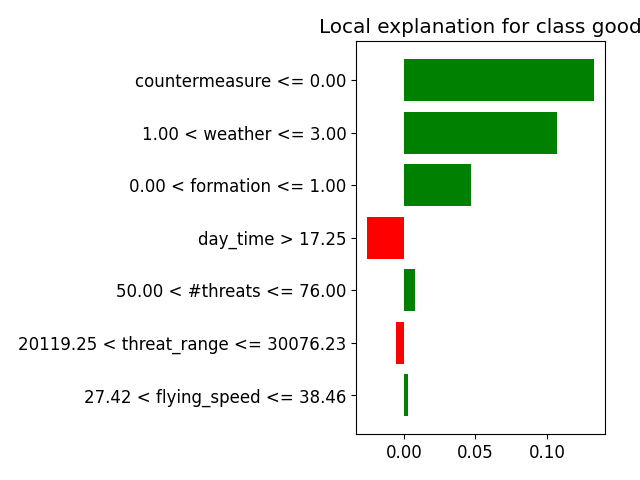 Local explanation for class good
countermeasure <= 0.00
1.00 < weather <= 3.00
0.00 < formation <= 1.00
day_time > 17.25
50.00 < #threats <= 76.00
20119.25 < threat_range <= 30076.23
27.42 < flying_speed <= 38.46
0.00 0.05 0.10